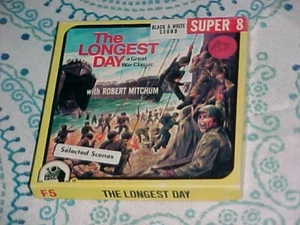 BLACK & WHITE
SOUND
SUPER 8
The
LONGEST
DAY
a Great
War Classic
with ROBERT MITCHUM
Selected Scenes
F5
THE LONGEST DAY